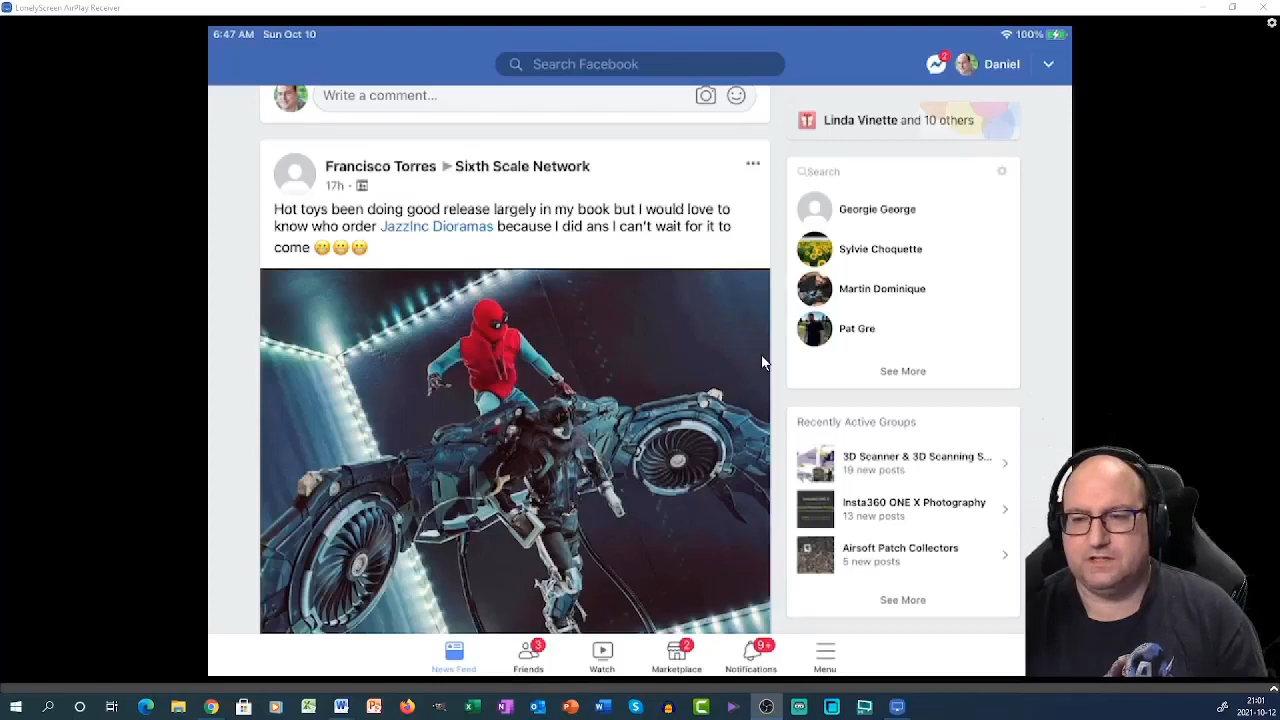 LonelyScreen AirPlay Receiver
6:47 AM Sun Oct 10
100%
Search Facebook
2
Daniel
Write a comment...
Linda Vinette and 10 others
Francisco Torres ▶ Sixth Scale Network
17h ·
Hot toys been doing good release largely in my book but I would love to
know who order JazzInc Dioramas because I did ans I can't wait for it to
come 😬😬😬
Search
Georgie George
Sylvie Choquette
Martin Dominique
Pat Gre
See More
Recently Active Groups
3D Scanner & 3D Scanning S...
19 new posts
Insta360 ONE X Photography
13 new posts
Airsoft Patch Collectors
5 new posts
See More
News Feed
3
Friends
Watch
2
Marketplace
9+
Notifications
Menu
21:01
2021-10-12